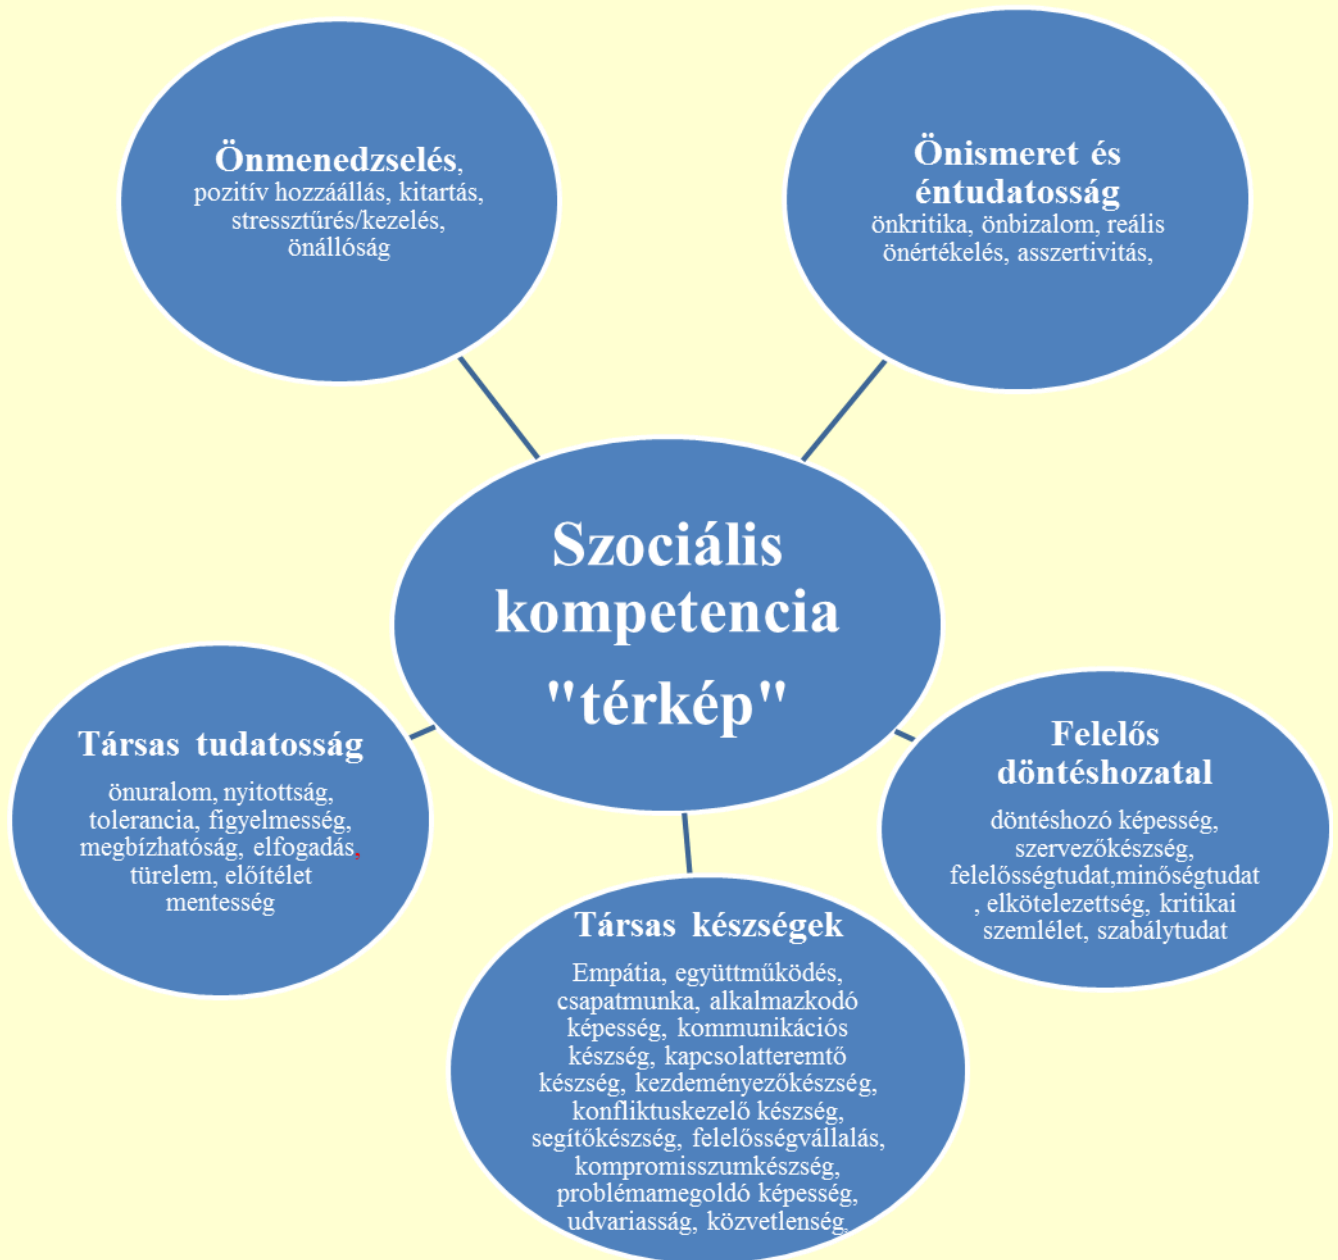 Önmenedzselés,
pozitív hozzáállás, kitartás,
stressztűrés/kezelés,
önállóság
Önismeret és
éntudatosság
önkritika, önbizalom, reális
önértékelés, asszertivitás,
Szociális
kompetencia
"térkép"
Társas tudatosság
önuralom, nyitottság,
tolerancia, figyelmesség,
megbízhatóság, elfogadás,
türelem, előítélet
mentesség
Felelős
döntéshozatal
döntéshozó képesség,
szervezőkészség,
felelősségtudat,minőségtudat
, elkötelezettség, kritikai
szemlélet, szabálytudat
Társas készségek
Empátia, együttműködés,
csapatmunka, alkalmazkodó
képesség, kommunikációs
készség, kapcsolatteremtő
készség, kezdeményezőkészség,
konfliktuskezelő készség,
segítőkészség, felelősségvállalás,
kompromisszumkészség,
problémamegoldó képesség,
udvariasság, közvetlenség,